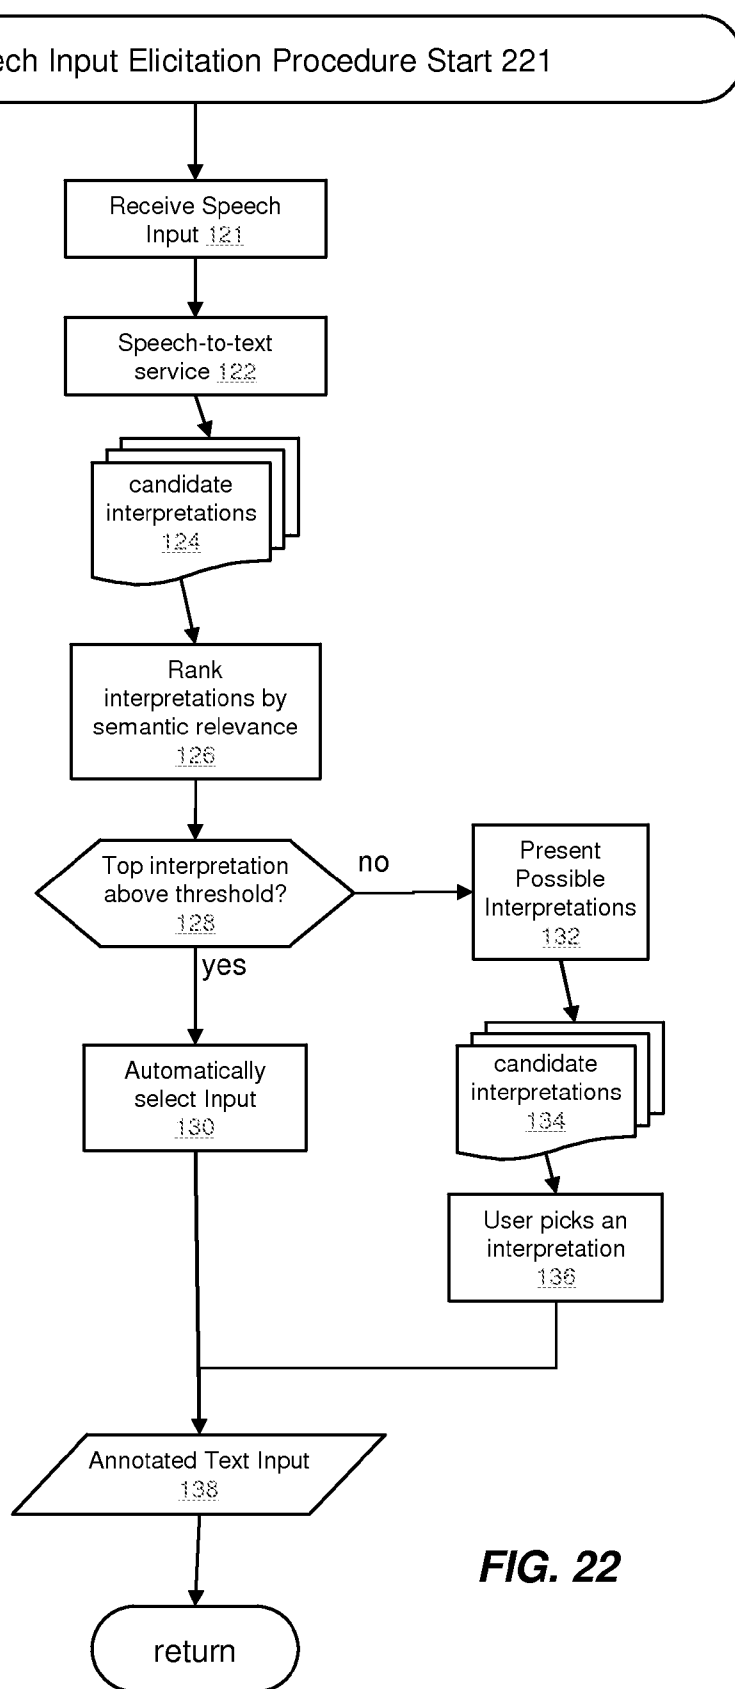 ech Input Elicitation Procedure Start 221
Receive Speech
Input 121
Speech-to-text
service 122
candidate
interpretations
124
Rank
interpretations by
semantic relevance
126
Top interpretation
above threshold?
128
no
Present
Possible
Interpretations
132
yes
Automatically
select Input
130
candidate
interpretations
134
User picks an
interpretation
136
Annotated Text Input
138
FIG. 22
return